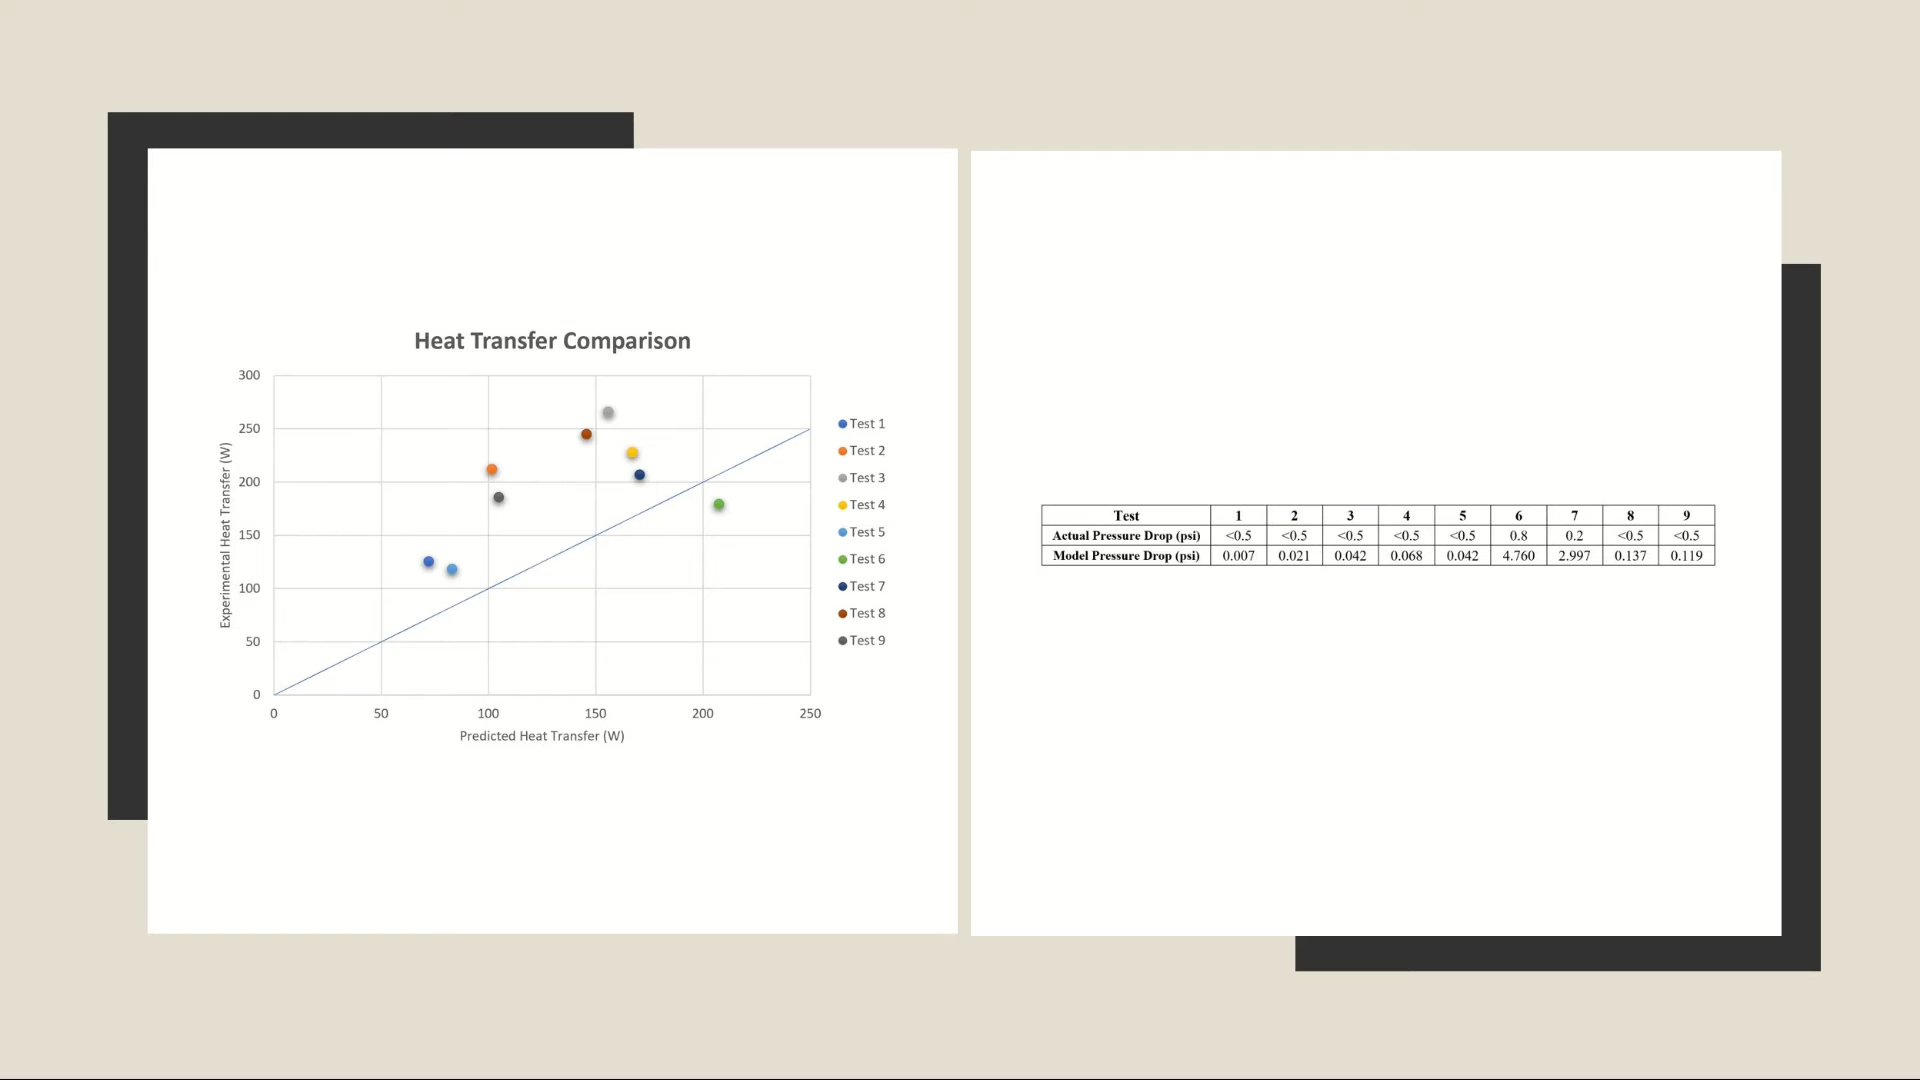 Heat Transfer Comparison
300
250
200
150
100
50
0
Experimental Heat Transfer (W)
0 50 100 150 200 250
Predicted Heat Transfer (W)
Test 1
Test 2
Test 3
Test 4
Test 5
Test 6
Test 7
Test 8
Test 9
Test 1 2 3 4 5 6 7 8 9
Actual Pressure Drop (psi) <0.5 <0.5 <0.5 <0.5 <0.5 0.8 0.2 <0.5 <0.5
Model Pressure Drop (psi) 0.007 0.021 0.042 0.068 0.042 4.760 2.997 0.137 0.119